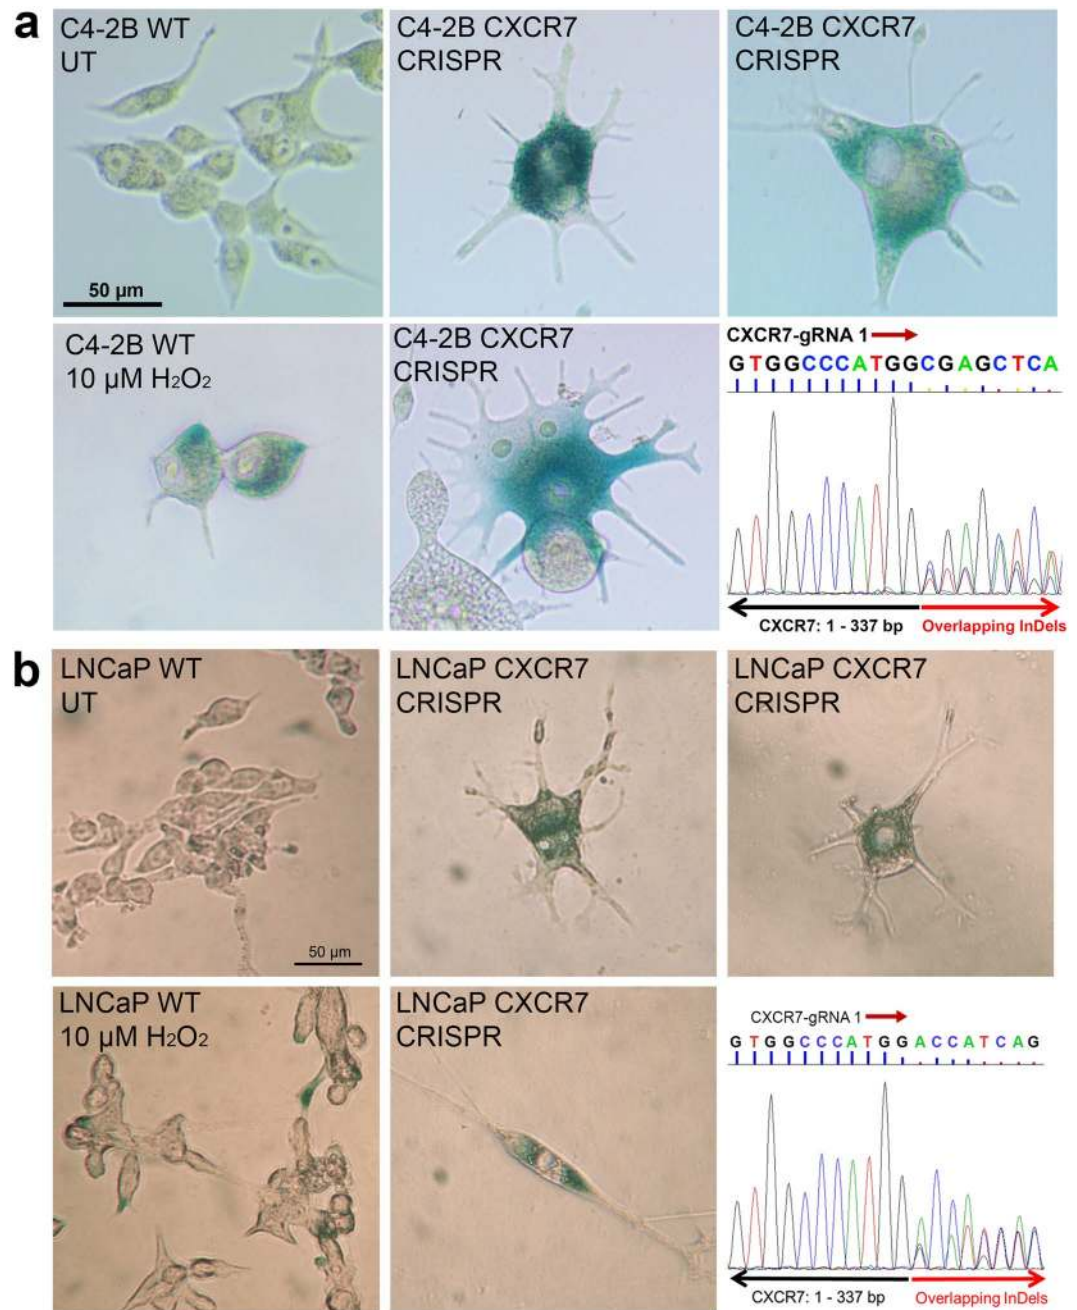 a
C4-2B WT
UT
50 µm
C4-2B CXCR7
CRISPR
C4-2B CXCR7
CRISPR
C4-2B WT
10 µM H₂O₂
C4-2B CXCR7
CRISPR
CXCR7-gRNA 1
GTGGCCCATGGCGAGCTCA
CXCR7: 1 - 337 bp
Overlapping InDels
b
LNCaP WT
UT
50 µm
LNCaP CXCR7
CRISPR
LNCaP CXCR7
CRISPR
LNCaP WT
10 µM H₂O₂
LNCaP CXCR7
CRISPR
CXCR7-gRNA 1
GTGGCCCATGGACCATCAG
CXCR7: 1 - 337 bp
Overlapping InDels